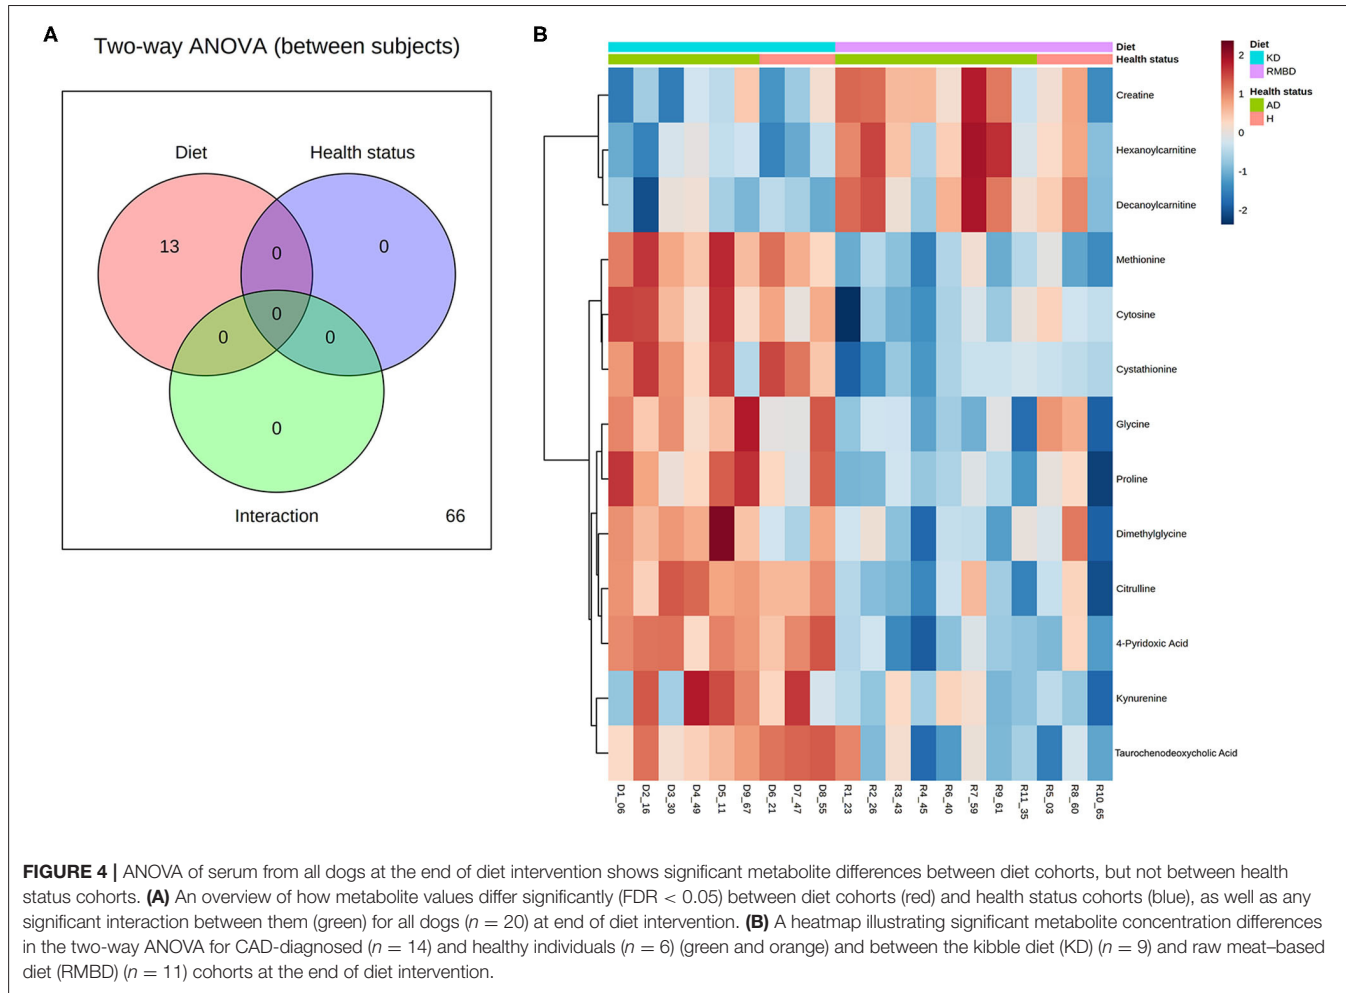 A
Two-way ANOVA (between subjects)
Diet
Health status
13
0
0
0
0
0
0
Interaction
66
B
Diet
Health status
Creatine
Hexanoylcarnitine
Decanoylcarnitine
Methionine
Cytosine
Cystathionine
Glycine
Proline
Dimethylglycine
Citrulline
4-Pyridoxic Acid
Kynurenine
Taurochenodeoxycholic Acid
D1_06
D2_16
D3_30
D4_49
D5_11
D9_67
D6_21
D7_47
D8_55
R1_23
R2_26
R3_43
R4_45
R6_40
R7_59
R9_61
R11_35
R5_03
R8_60
R10_65
2
1
0
-1
-2
Diet
KD
RMBD
Health status
AD
H
FIGURE 4 | ANOVA of serum from all dogs at the end of diet intervention shows significant metabolite differences between diet cohorts, but not between health
status cohorts. (A) An overview of how metabolite values differ significantly (FDR < 0.05) between diet cohorts (red) and health status cohorts (blue), as well as any
significant interaction between them (green) for all dogs (n = 20) at end of diet intervention. (B) A heatmap illustrating significant metabolite concentration differences
in the two-way ANOVA for CAD-diagnosed (n = 14) and healthy individuals (n = 6) (green and orange) and between the kibble diet (KD) (n = 9) and raw meat–based
diet (RMBD) (n = 11) cohorts at the end of diet intervention.